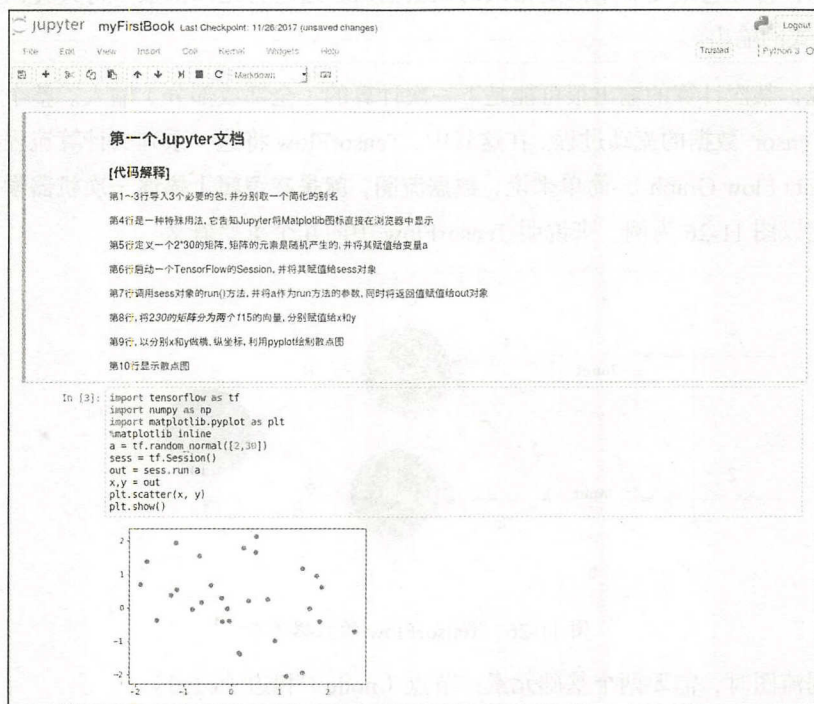 jupyter myFirstBook Last Checkpoint: 11/26/2017 (unsaved changes)
Logout
File Edit View Insert Cell Kernel Widgets Help
Trusted Python 3
Markdown
第一个Jupyter文档
[代码解释]
第1~3行导入3个必要的包,并分别取一个简化的别名
第4行是一种特殊用法,它告知Jupyter将Matplotlib图标直接在浏览器中显示
第5行定义一个2*30的矩阵,矩阵的元素是随机产生的,并将其赋值给变量a
第6行启动一个TensorFlow的Session,并将其赋值给sess对象
第7行调用sess对象的run()方法,并将a作为run方法的参数,同时将返回值赋值给out对象
第8行,将230的矩阵分为两个115的向量,分别赋值给x和y
第9行,以分别x和y做横,纵坐标,利用pyplot绘制散点图
第10行显示散点图
In [3]: import tensorflow as tf
import numpy as np
import matplotlib.pyplot as plt
%matplotlib inline
a = tf.random_normal([2,30])
sess = tf.Session()
out = sess.run a
x,y = out
plt.scatter(x, y)
plt.show()
2
1
0
-1
-2
-2 -1 0 1 2 3